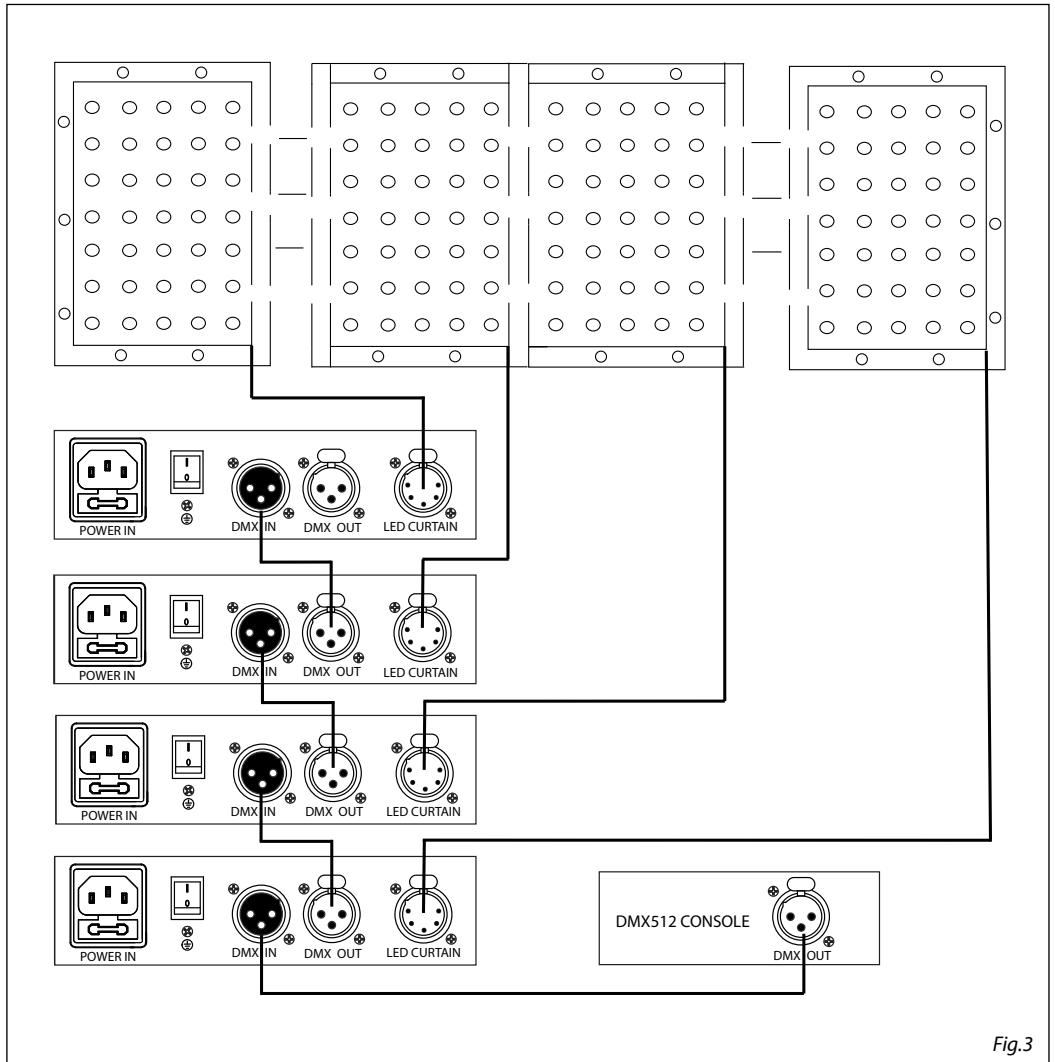 I
O
POWER IN
DMX IN
DMX OUT
LED CURTAIN
I
O
POWER IN
DMX IN
DMX OUT
LED CURTAIN
I
O
POWER IN
DMX IN
DMX OUT
LED CURTAIN
I
O
POWER IN
DMX IN
DMX OUT
LED CURTAIN
DMX512 CONSOLE
DMX OUT
Fig.3